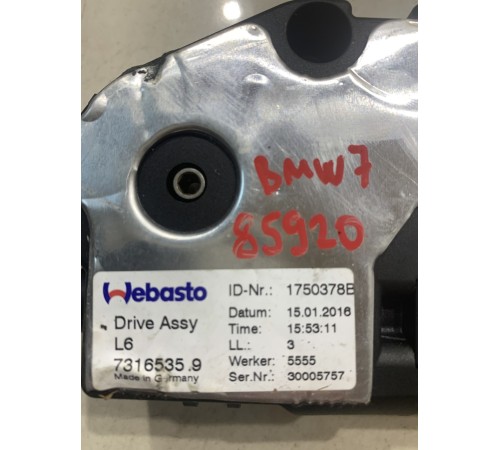 BMW7
85920
Webasto
Drive Assy
L6
7316535.9
Made in Germany
ID-Nr.: 1750378B
Datum: 15.01.2016
Time: 15:53:11
LL.: 3
Werker: 5555
Ser.Nr.: 30005757